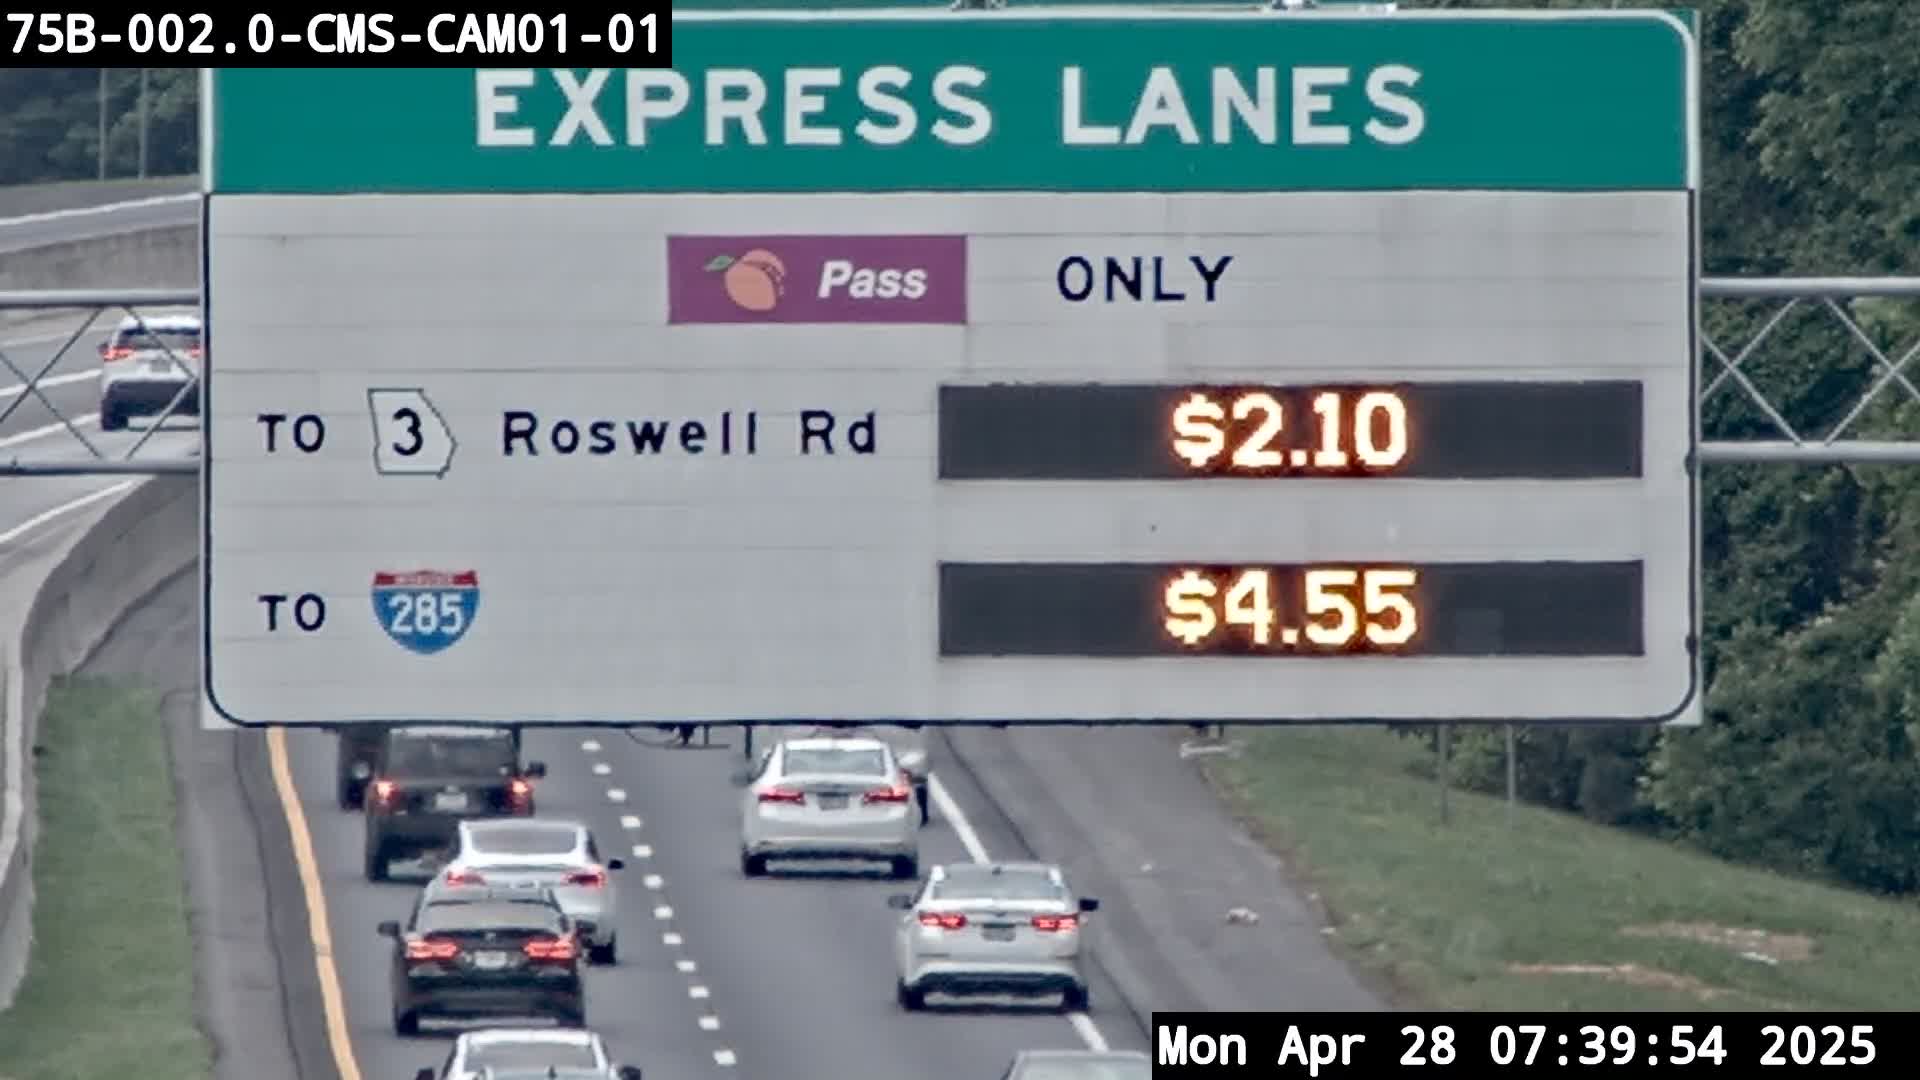 75B-002.0-CMS-CAM01-01
EXPRESS LANES
Pass ONLY
TO 3 Roswell Rd $2.10
TO 285 $4.55
Mon Apr 28 07:39:54 2025